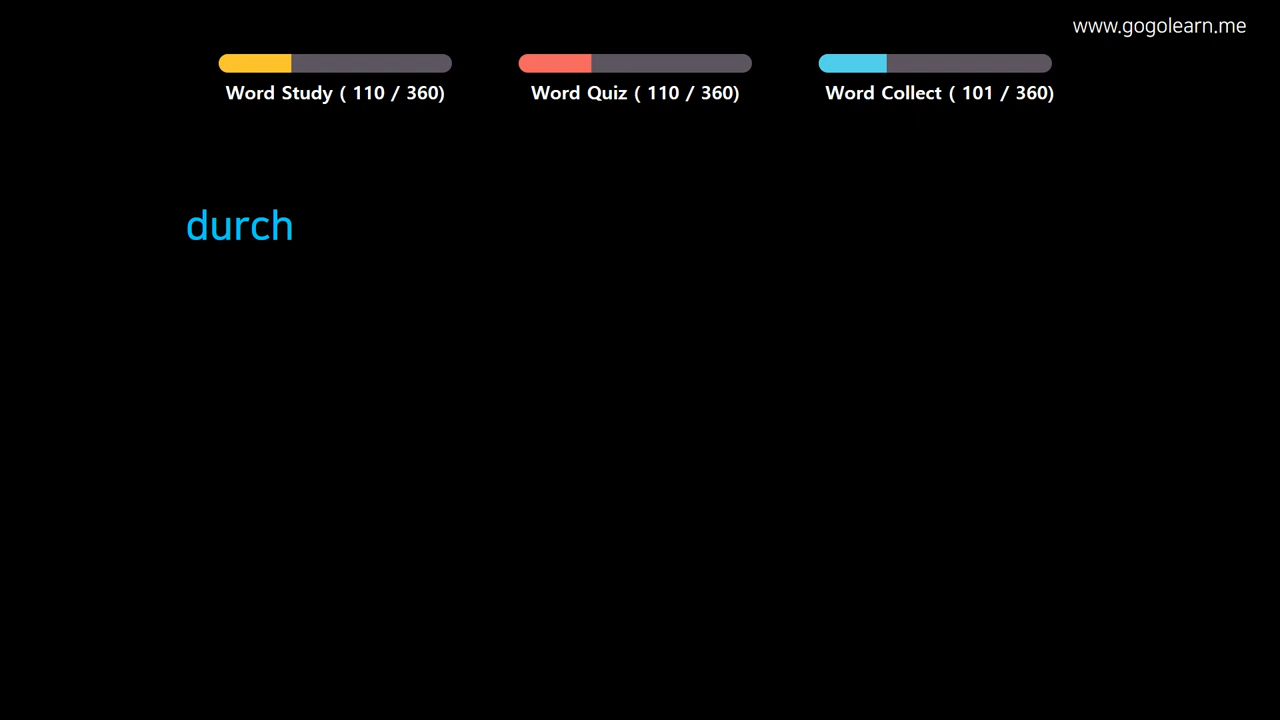 www.gogolearn.me
Word Study ( 110 / 360)
Word Quiz ( 110 / 360)
Word Collect ( 101 / 360)
durch